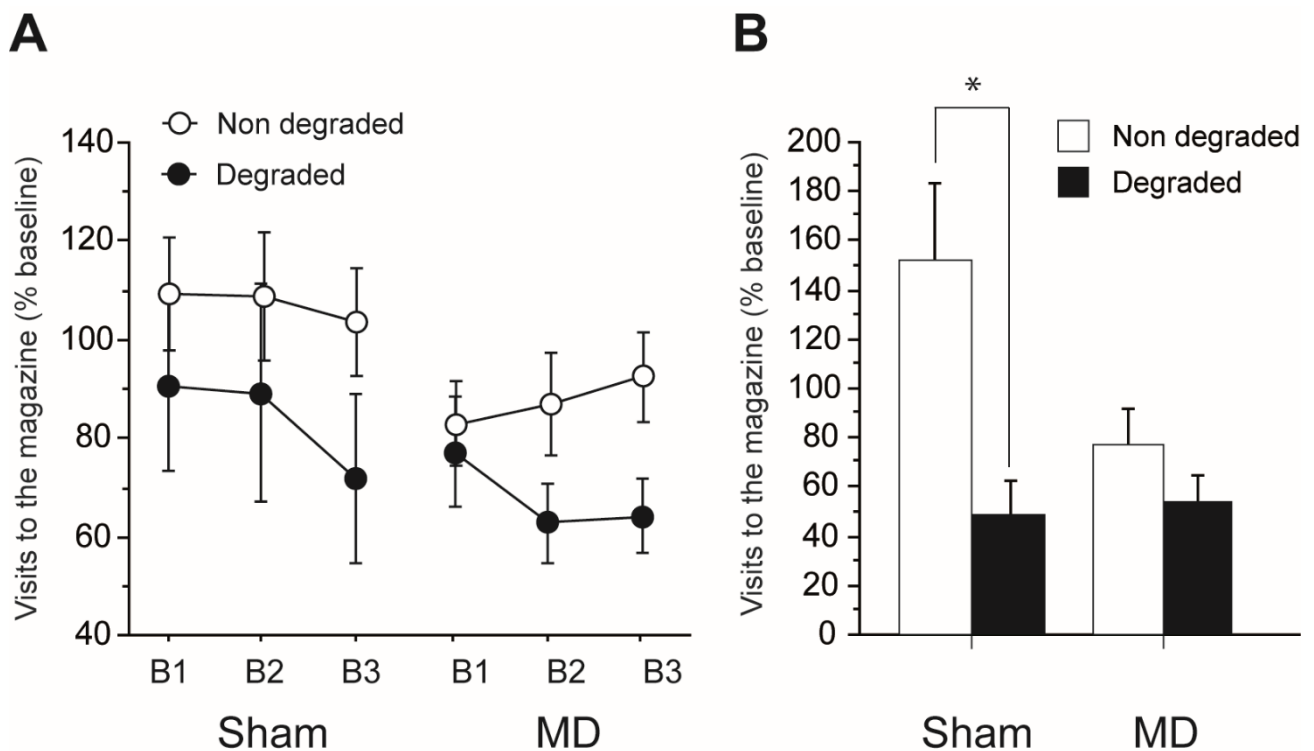 A
Non degraded
Degraded
Visits to the magazine (% baseline)
140
120
100
80
60
40
B1 B2 B3 B1 B2 B3
Sham MD
B
*
Non degraded
Degraded
Visits to the magazine (% baseline)
200
180
160
140
120
100
80
60
40
20
0
Sham MD